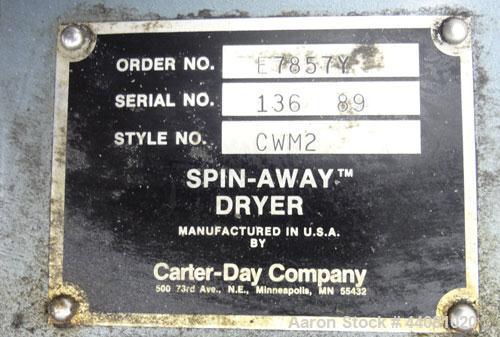 ORDER NO. E7857Y
SERIAL NO. 136 89
STYLE NO. CWM2
SPIN-AWAY™
DRYER
MANUFACTURED IN U.S.A.
BY
Carter-Day Company
500 73rd Ave., N.E., Minneapolis, MN 55432
Aaron Stock #